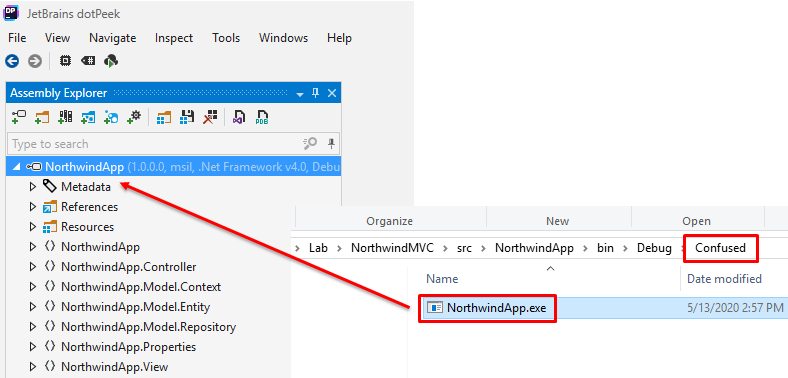 JetBrains dotPeek
File View Navigate Inspect Tools Windows Help
Assembly Explorer
Type to search
NorthwindApp (1.0.0.0, msil, .Net Framework v4.0, Debu
Metadata
References
Resources
NorthwindApp
NorthwindApp.Controller
NorthwindApp.Model.Context
NorthwindApp.Model.Entity
NorthwindApp.Model.Repository
NorthwindApp.Properties
NorthwindApp.View
Organize New Open
Lab NorthwindMVC src NorthwindApp bin Debug Confused
Name Date modified
NorthwindApp.exe 5/13/2020 2:57 PM